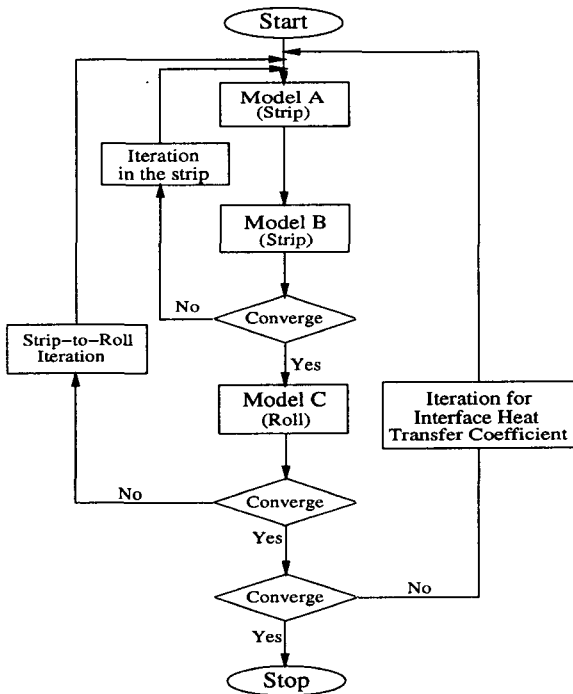 Start
Model A
(Strip)
Iteration
in the strip
Model B
(Strip)
No
Converge
Yes
Strip-to-Roll
Iteration
Model C
(Roll)
Iteration for
Interface Heat
Transfer Coefficient
No
Converge
Yes
Converge
No
Yes
Stop